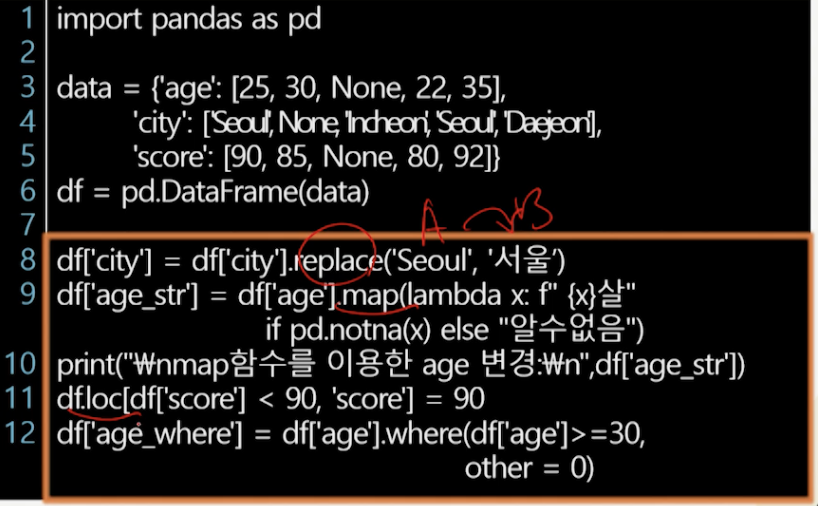 1 import pandas as pd
2
3 data = {'age': [25, 30, None, 22, 35],
4 'city': ['Seoul', None, 'Incheon', 'Seoul', 'Daejeon'],
5 'score': [90, 85, None, 80, 92]}
6 df = pd.DataFrame(data)
A → B
7
8 df['city'] = df['city'].replace('Seoul', '서울')
9 df['age_str'] = df['age'].map(lambda x: f" {x}살"
if pd.notna(x) else "알수없음")
10 print("₩nmap함수를 이용한 age 변경:₩n",df['age_str'])
11 df.loc[df['score'] < 90, 'score'] = 90
12 df['age_where'] = df['age'].where(df['age']>=30,
other = 0)